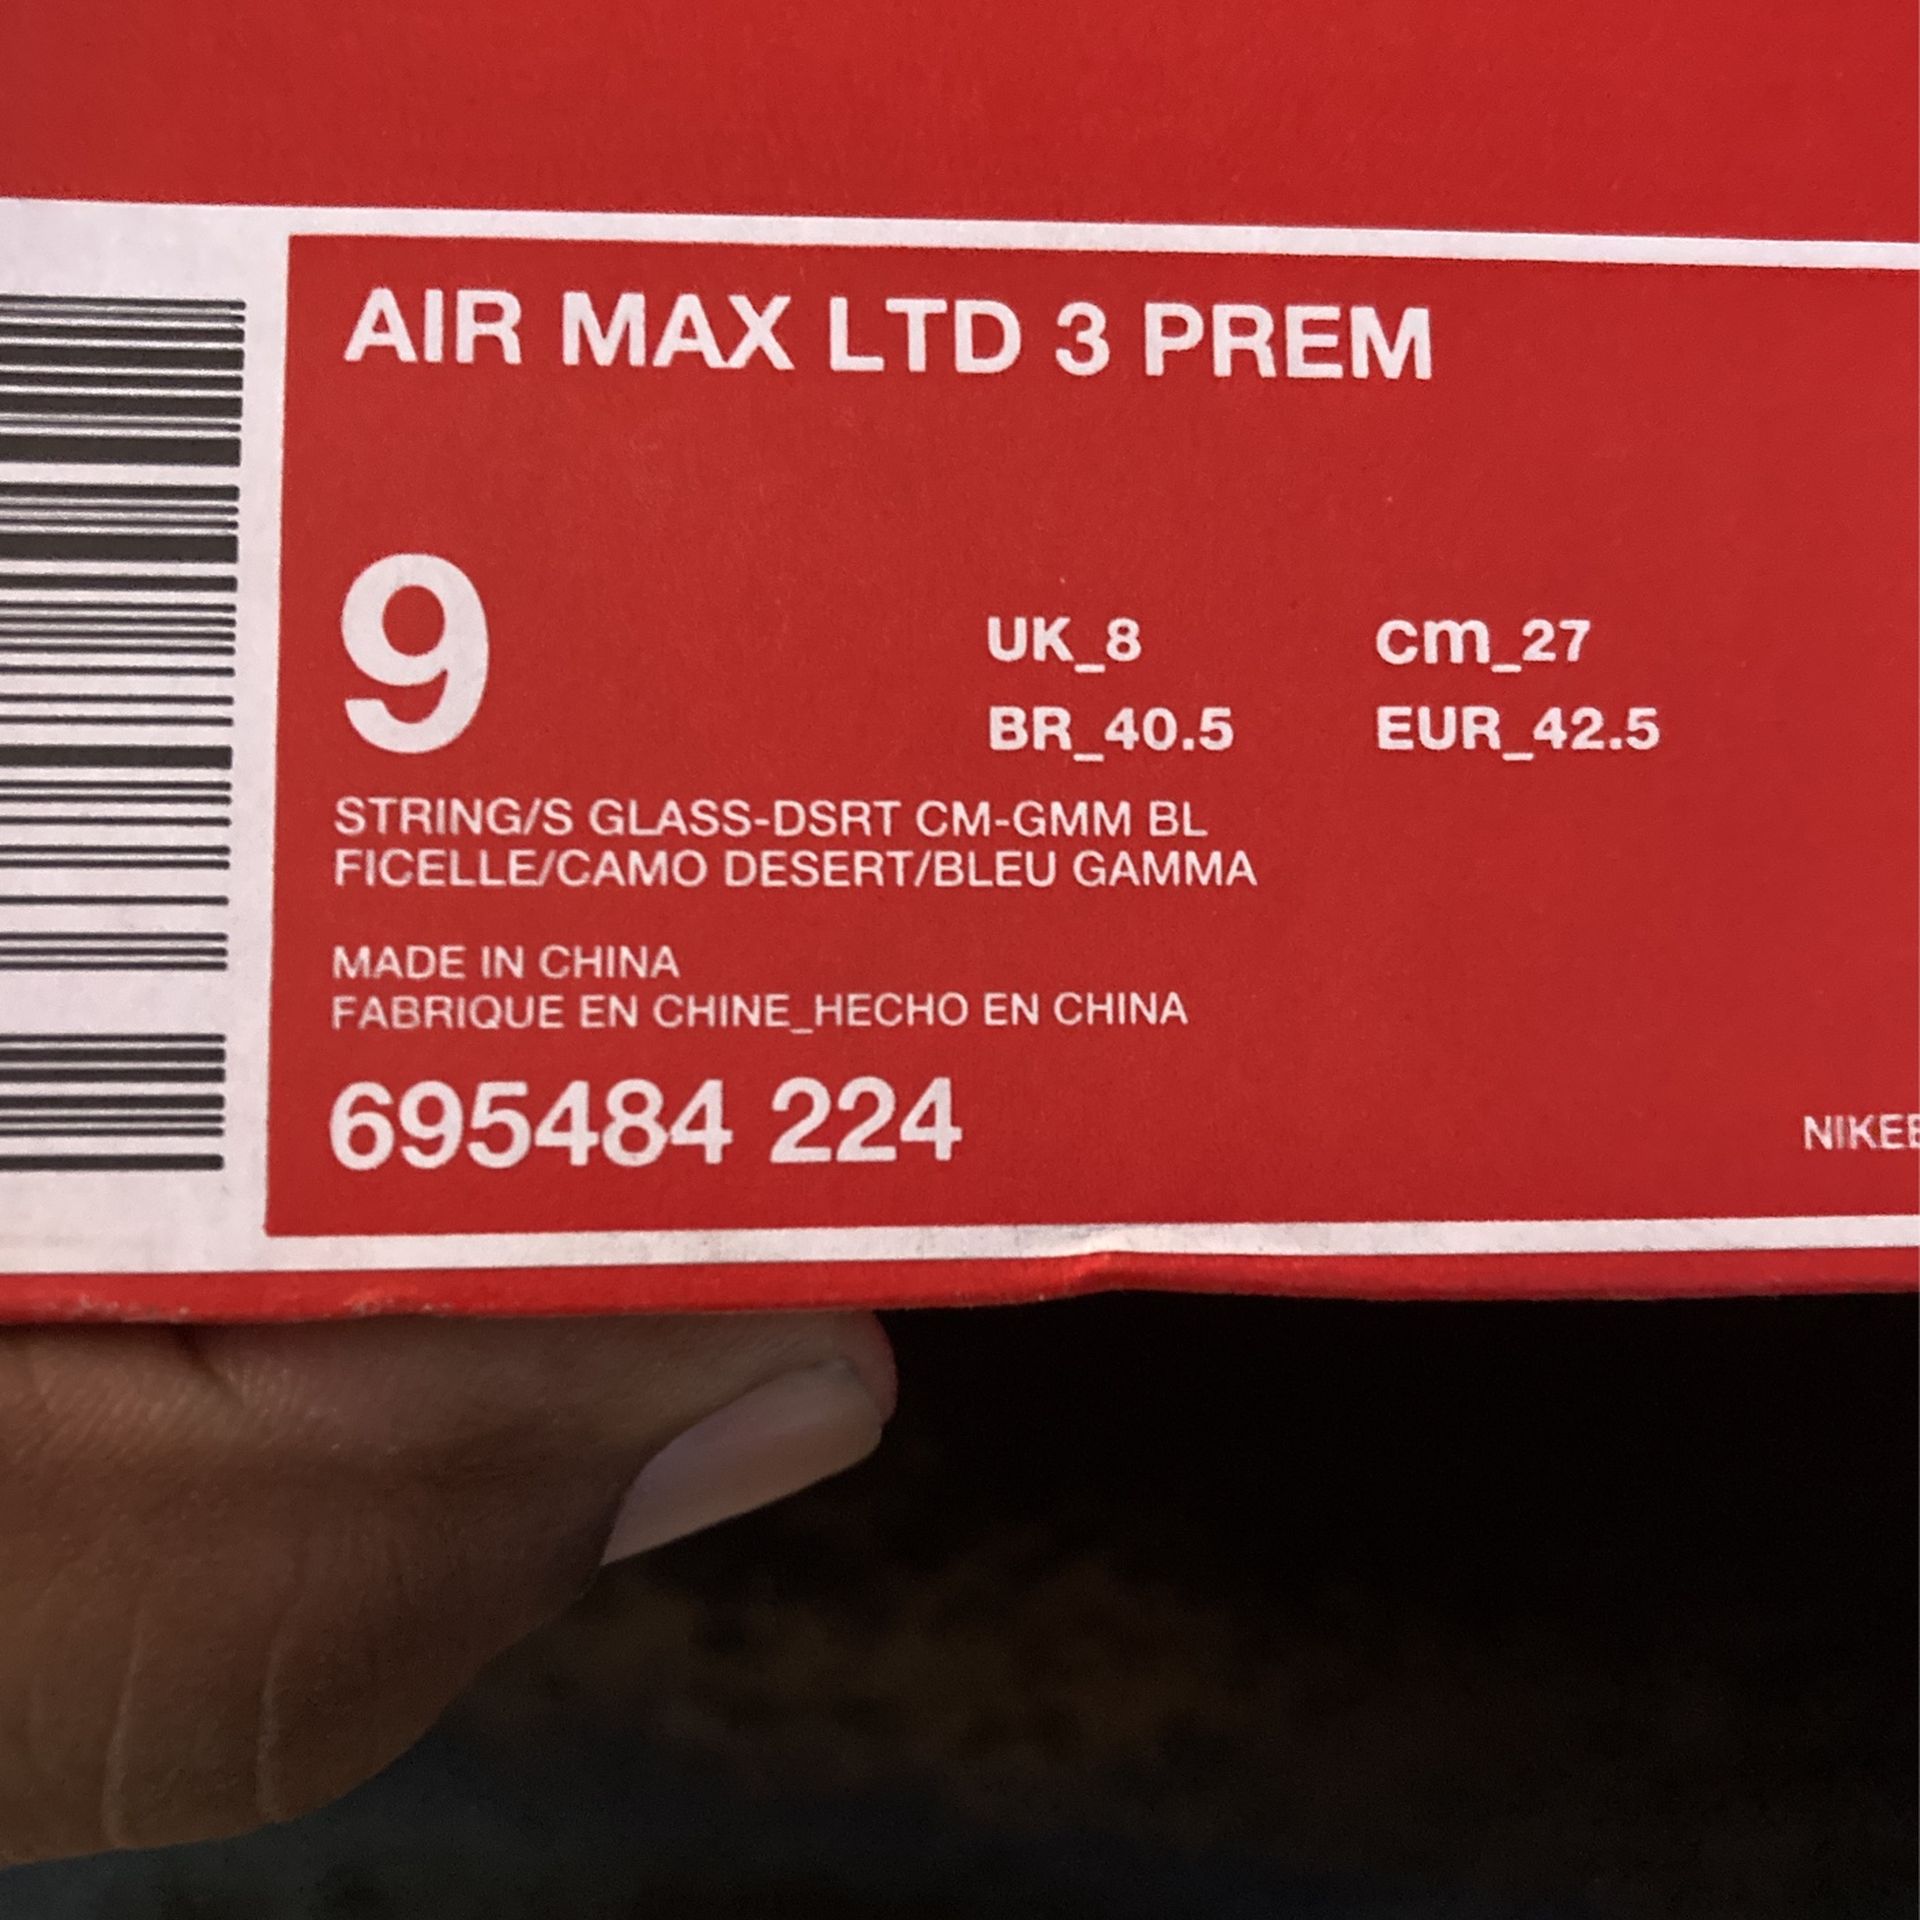 AIR MAX LTD 3 PREM
9
UK_8 cm_27
BR_40.5 EUR_42.5
STRING/S GLASS-DSRT CM-GMM BL
FICELLE/CAMO DESERT/BLEU GAMMA
MADE IN CHINA
FABRIQUE EN CHINE_HECHO EN CHINA
695484 224